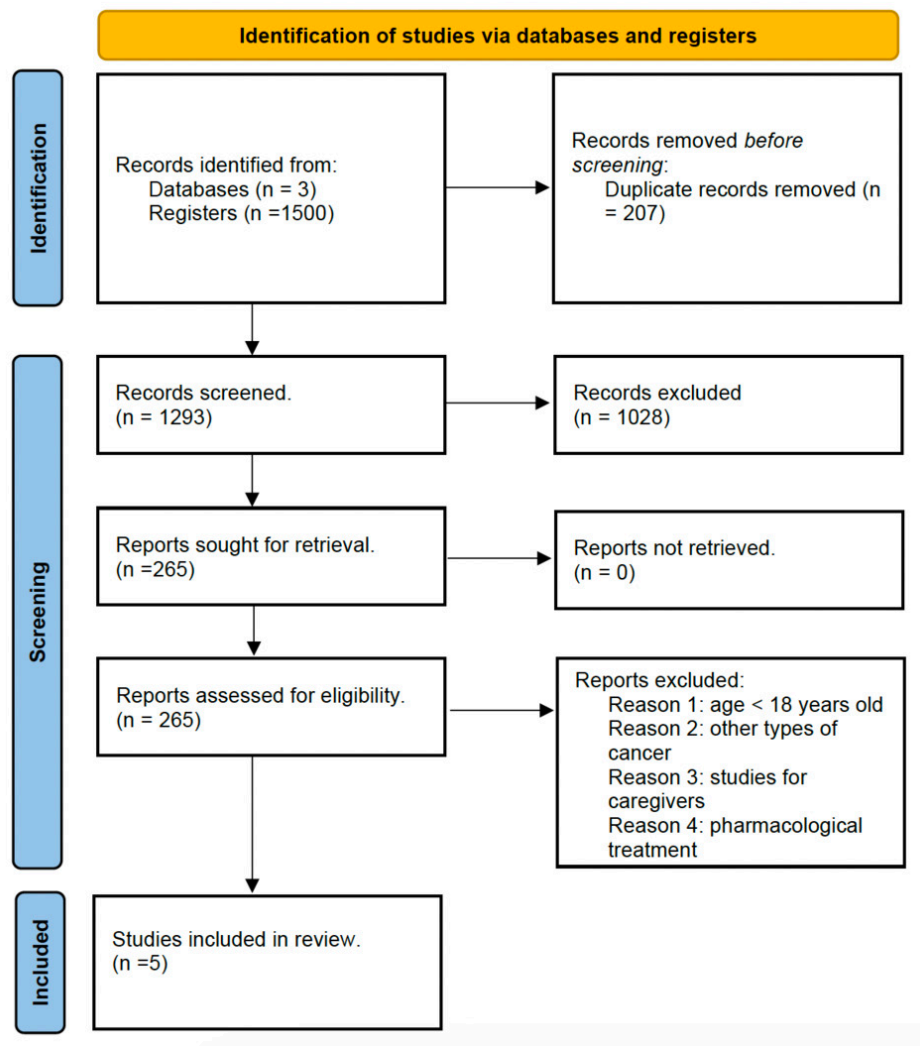 Identification of studies via databases and registers
Identification
Records identified from:
Databases (n = 3)
Registers (n =1500)
Records removed before
screening:
Duplicate records removed (n
= 207)
Screening
Records screened.
(n = 1293)
Records excluded
(n = 1028)
Reports sought for retrieval.
(n =265)
Reports not retrieved.
(n = 0)
Reports assessed for eligibility.
(n = 265)
Reports excluded:
Reason 1: age < 18 years old
Reason 2: other types of
cancer
Reason 3: studies for
caregivers
Reason 4: pharmacological
treatment
Included
Studies included in review.
(n =5)